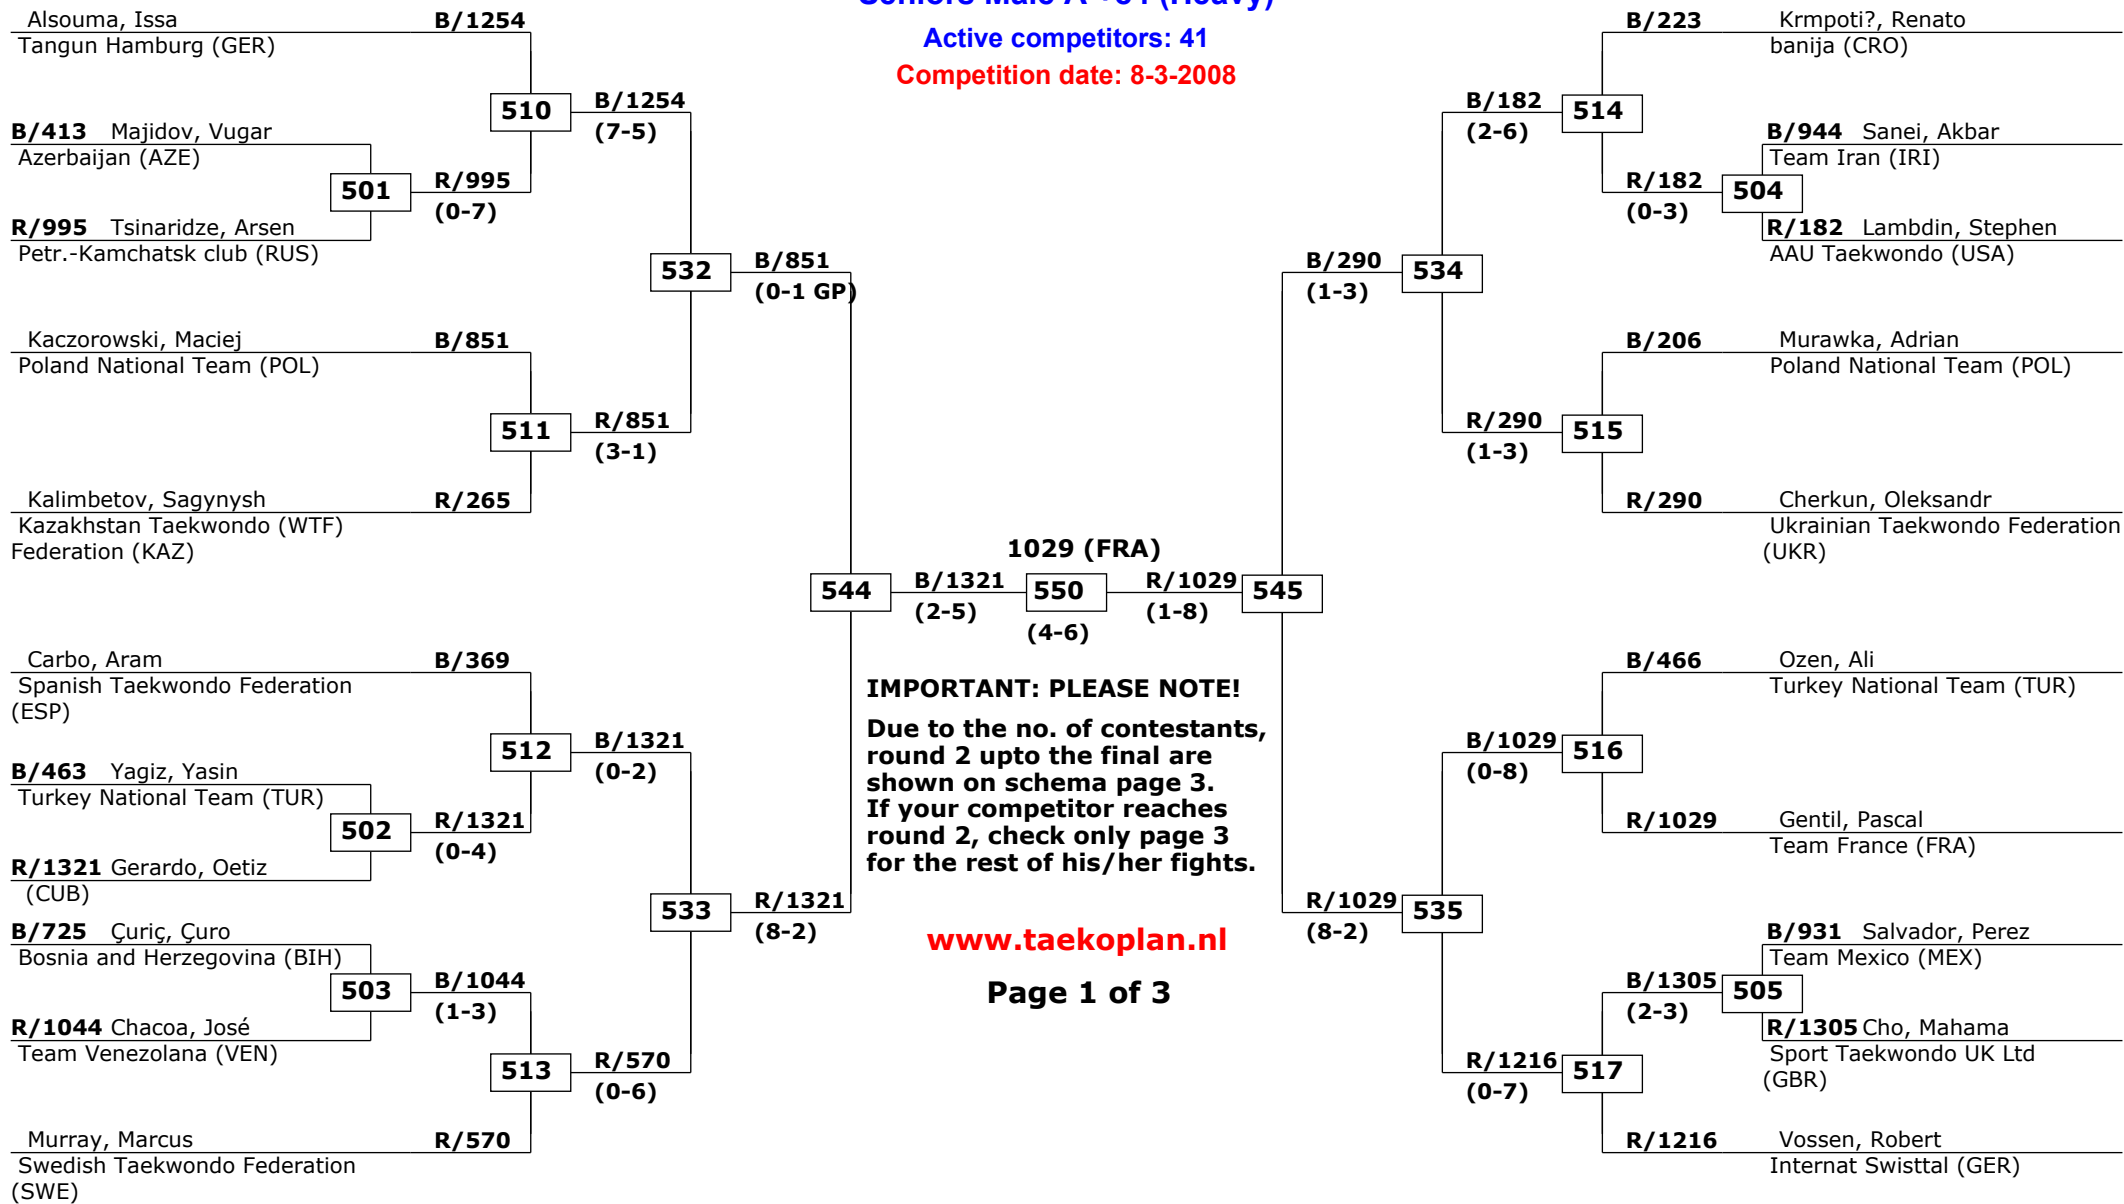 Active competitors: 41
Competition date: 8-3-2008
Alsouma, Issa B/1254
Tangun Hamburg (GER)
510
B/1254
(7-5)
B/413 Majidov, Vugar
Azerbaijan (AZE)
501
R/995
(0-7)
R/995 Tsinaridze, Arsen
Petr.-Kamchatsk club (RUS)
532
B/851
(0-1 GP)
Kaczorowski, Maciej B/851
Poland National Team (POL)
511
R/851
(3-1)
Kalimbetov, Sagynysh R/265
Kazakhstan Taekwondo (WTF)
Federation (KAZ)
544
B/1321
(2-5)
Carbo, Aram B/369
Spanish Taekwondo Federation
(ESP)
512
B/1321
(0-2)
B/463 Yagiz, Yasin
Turkey National Team (TUR)
502
R/1321
(0-4)
R/1321 Gerardo, Oetiz
(CUB)
533
R/1321
(8-2)
B/725 Çuriç, Çuro
Bosnia and Herzegovina (BIH)
503
B/1044
(1-3)
R/1044 Chacoa, José
Team Venezolana (VEN)
513
R/570
(0-6)
Murray, Marcus R/570
Swedish Taekwondo Federation
(SWE)
1029 (FRA)
550
(4-6)
R/1029
(1-8)
545
IMPORTANT: PLEASE NOTE!
Due to the no. of contestants,
round 2 upto the final are
shown on schema page 3.
If your competitor reaches
round 2, check only page 3
for the rest of his/her fights.
www.taekoplan.nl
Page 1 of 3
B/223 Krmpoti?, Renato
banija (CRO)
B/182
(2-6)
514
B/944 Sanei, Akbar
Team Iran (IRI)
R/182
(0-3)
504
R/182 Lambdin, Stephen
AAU Taekwondo (USA)
B/290
(1-3)
534
B/206 Murawka, Adrian
Poland National Team (POL)
R/290
(1-3)
515
R/290 Cherkun, Oleksandr
Ukrainian Taekwondo Federation
(UKR)
B/466 Ozen, Ali
Turkey National Team (TUR)
B/1029
(0-8)
516
R/1029 Gentil, Pascal
Team France (FRA)
R/1029
(8-2)
535
B/931 Salvador, Perez
Team Mexico (MEX)
B/1305
(2-3)
505
R/1305 Cho, Mahama
Sport Taekwondo UK Ltd
(GBR)
R/1216
(0-7)
517
R/1216 Vossen, Robert
Internat Swisttal (GER)